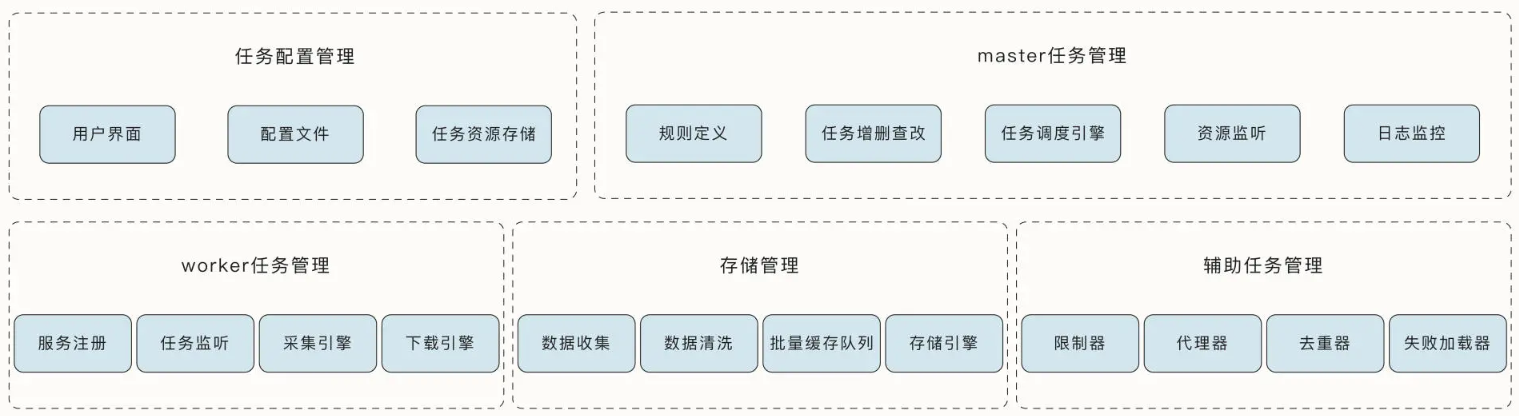 任务配置管理
用户界面
配置文件
任务资源存储
master任务管理
规则定义
任务增删查改
任务调度引擎
资源监听
日志监控
worker任务管理
服务注册
任务监听
采集引擎
下载引擎
存储管理
数据收集
数据清洗
批量缓存队列
存储引擎
辅助任务管理
限制器
代理器
去重器
失败加载器